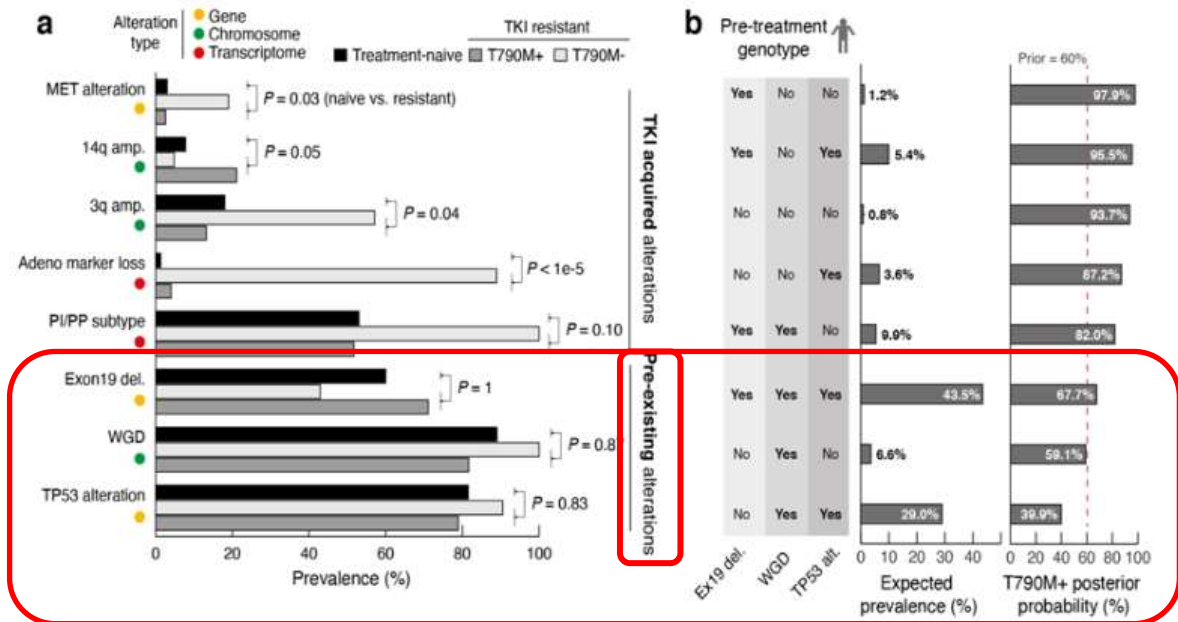 a
Alteration
type
Gene
Chromosome
Transcriptome
TKI resistant
Treatment-naive
T790M+
T790M-
MET alteration
P = 0.03 (naive vs. resistant)
14q amp.
P = 0.05
3q amp.
P = 0.04
Adeno marker loss
P < 1e-5
PI/PP subtype
P = 0.10
Exon19 del.
P = 1
WGD
P = 0.8
TP53 alteration
P = 0.83
0 20 40 60 80 100
Prevalence (%)
TKI acquired alterations
Pre-existing alterations
b
Pre-treatment
genotype
Prior = 60%
Yes No No 1.2% 97.9%
Yes No Yes 5.4% 95.5%
No No No 0.8% 93.7%
No No Yes 3.6% 87.2%
Yes Yes No 9.9% 82.0%
Yes Yes Yes 43.5% 67.7%
No Yes No 6.6% 59.1%
No Yes Yes 29.0% 39.9%
Ex19 del.
WGD
TP53 alt.
0 20 40
Expected
prevalence (%)
0 20 40 60 80 100
T790M+ posterior
probability (%)